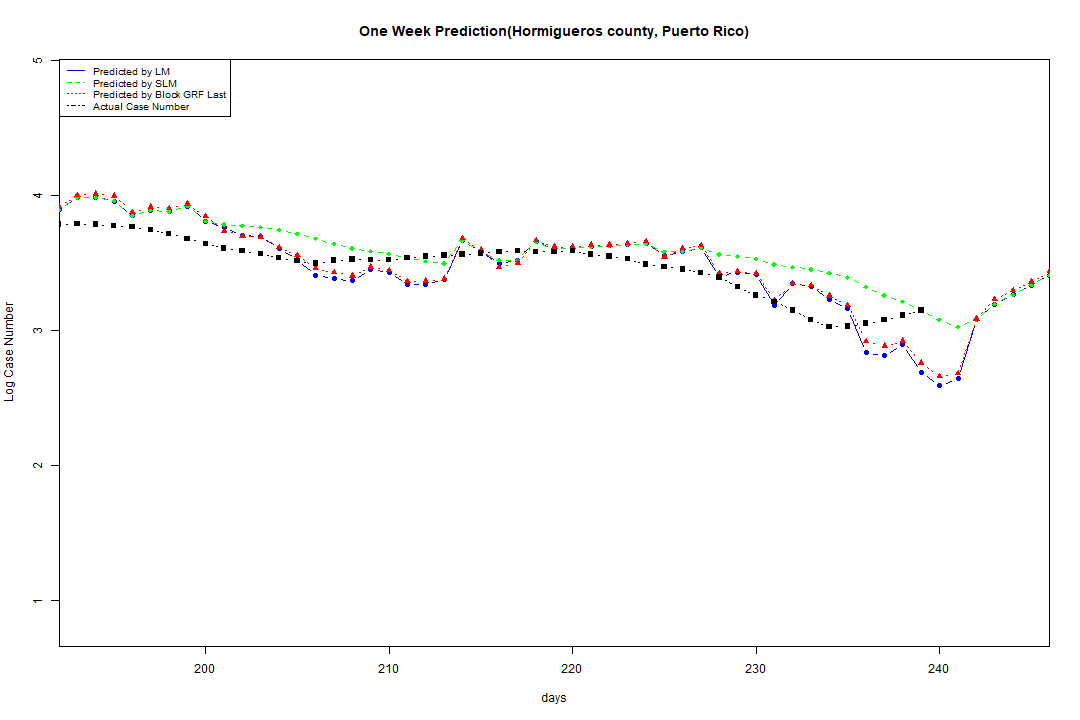 One Week Prediction(Hormigueros county, Puerto Rico)
Predicted by LM
Predicted by SLM
Predicted by Block GRF Last
Actual Case Number
5
4
3
2
1
Log Case Number
200
210
220
230
240
days